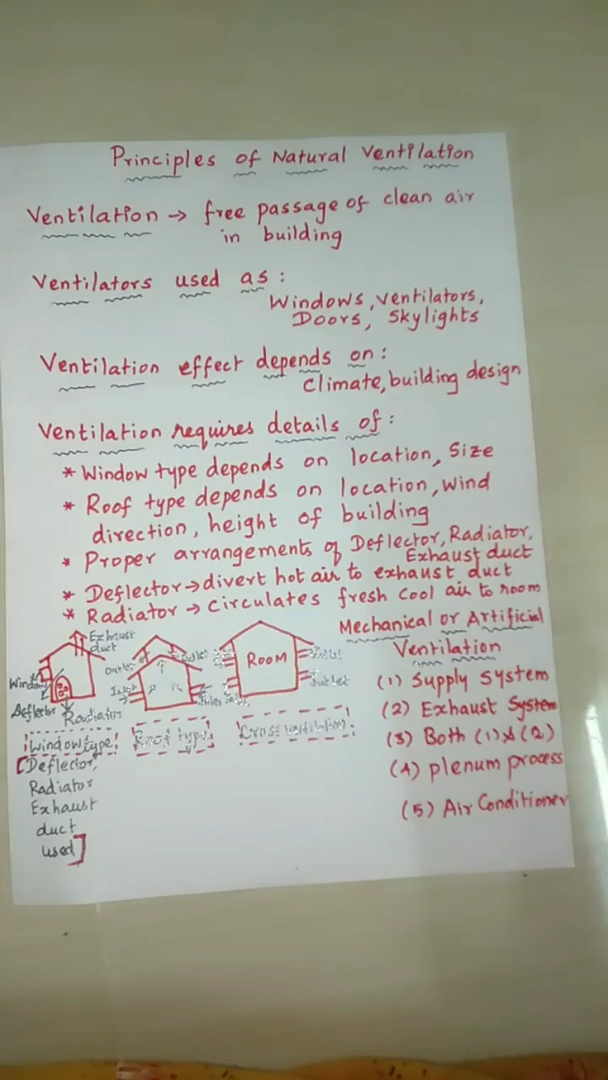 Principles of Natural Ventilation
Ventilation → free passage of clean air
in building
Ventilators used as:
Windows, ventilators,
Doors, Skylights
Ventilation effect depends on:
Climate, building design
Ventilation requires details of:
* Window type depends on location, Size
* Roof type depends on location, wind
direction, height of building
* Proper arrangements of Deflector, Radiator,
Exhaust duct
* Deflector → divert hot air to exhaust duct
* Radiator → circulates fresh cool air to room
Exhaust
duct
Window
Deflector
Radiator
Window type
[Deflector,
Radiator
Exhaust
duct
used]
Outlet
Inlet
Roof type
ROOM
Outlet
Cross ventilation
Mechanical or Artificial
Ventilation
(1) Supply System
(2) Exhaust System
(3) Both (1) & (2)
(4) plenum process
(5) Air Conditioner